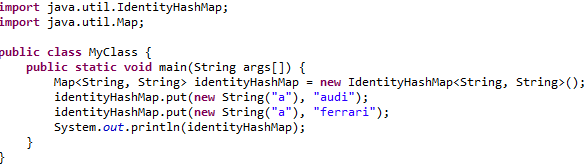 import java.util.IdentityHashMap;
import java.util.Map;
public class MyClass {
public static void main(String args[]) {
Map<String, String> identityHashMap = new IdentityHashMap<String, String>();
identityHashMap.put(new String("a"), "audi");
identityHashMap.put(new String("a"), "ferrari");
System.out.println(identityHashMap);
}
}